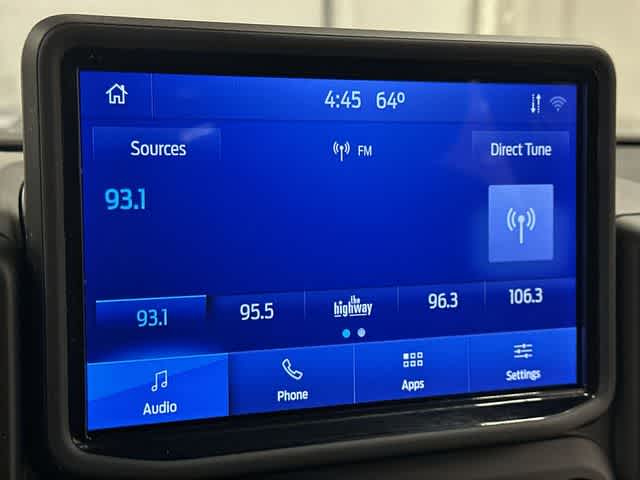 4:45 64°
Sources FM Direct Tune
93.1
93.1 95.5 the highway 96.3 106.3
Audio Phone Apps Settings